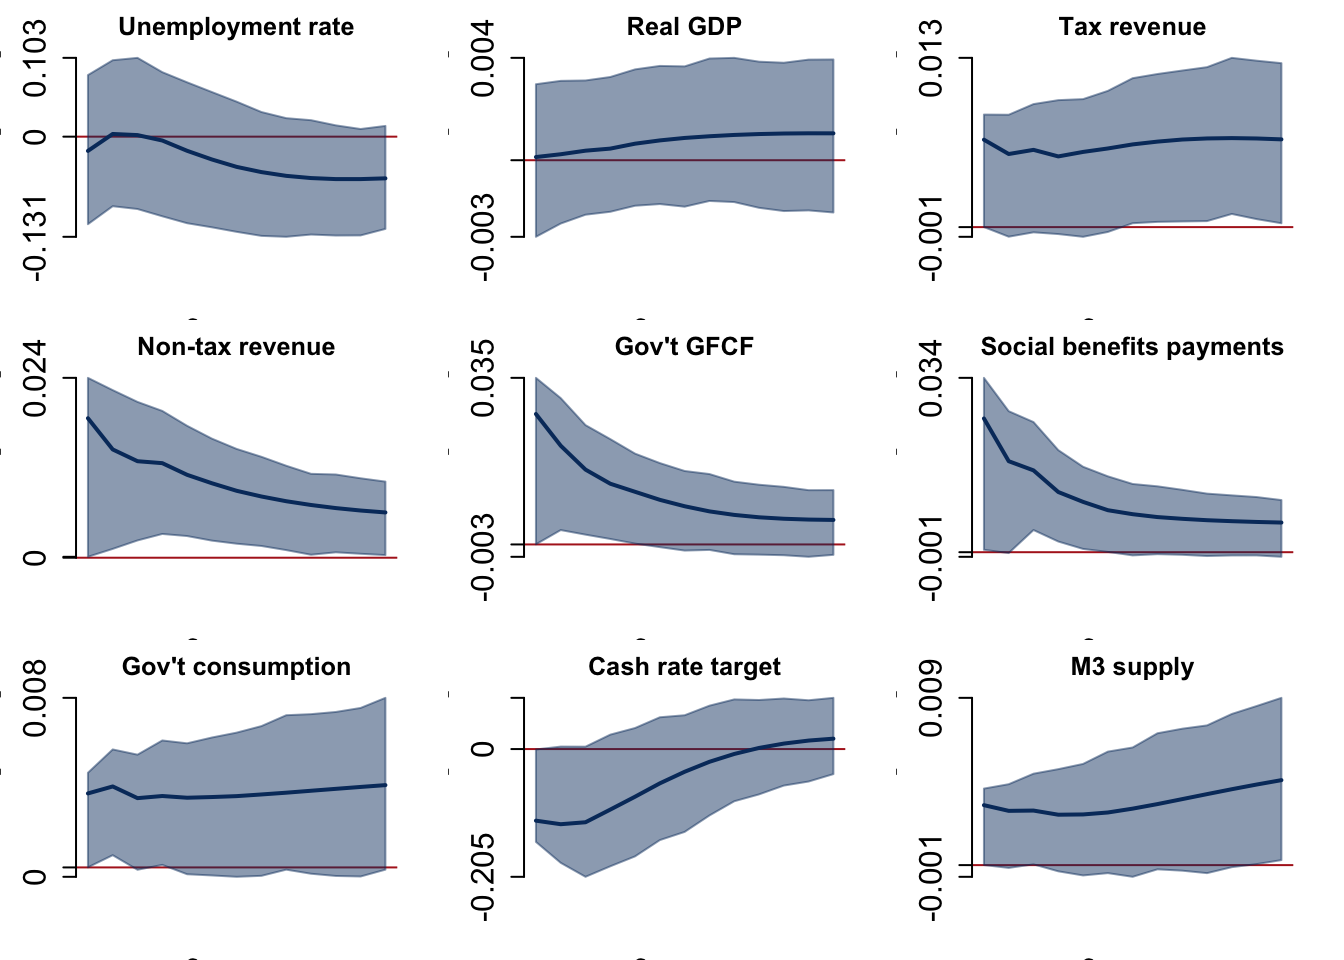 Unemployment rate
0.103
0
-0.131
Real GDP
0.004
-0.003
Tax revenue
0.013
-0.001
Non-tax revenue
0.024
0
Gov't GFCF
0.035
-0.003
Social benefits payments
0.034
-0.001
Gov't consumption
0.008
0
Cash rate target
0
-0.205
M3 supply
0.009
-0.001